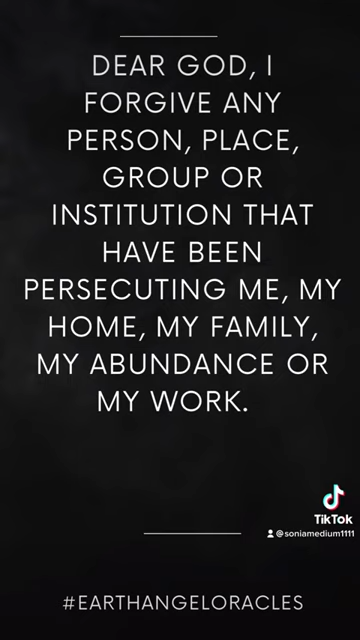 DEAR GOD, I
FORGIVE ANY
PERSON, PLACE,
GROUP OR
INSTITUTION THAT
HAVE BEEN
PERSECUTING ME, MY
HOME, MY FAMILY,
MY ABUNDANCE OR
MY WORK.
TikTok
@soniamedium1111
#EARTHANGELORACLES